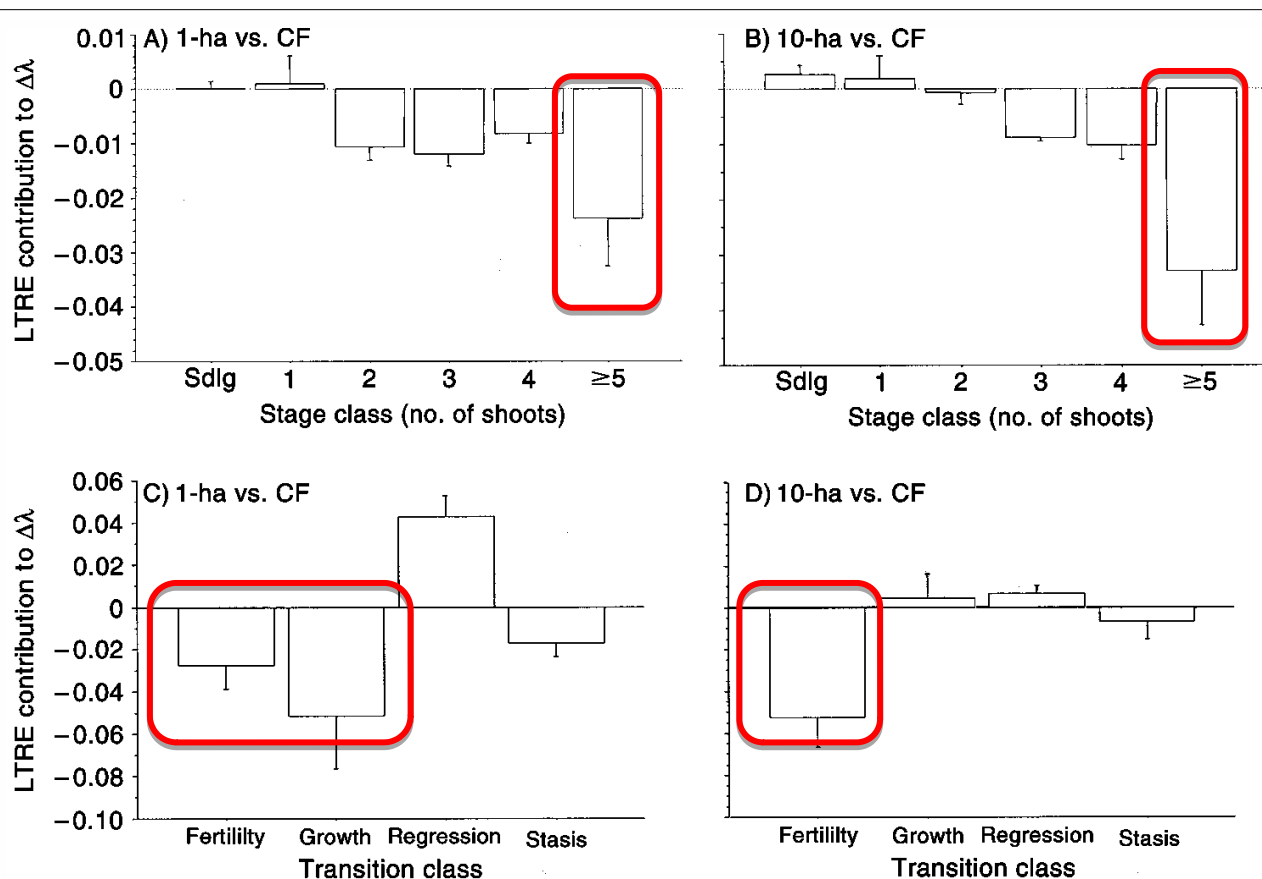 A) 1-ha vs. CF
LTRE contribution to Δλ
0.01
0
−0.01
−0.02
−0.03
−0.04
−0.05
Sdlg 1 2 3 4 ≧5
Stage class (no. of shoots)
B) 10-ha vs. CF
Sdlg 1 2 3 4 ≧5
Stage class (no. of shoots)
C) 1-ha vs. CF
LTRE contribution to Δλ
0.06
0.04
0.02
0
−0.02
−0.04
−0.06
−0.08
−0.10
Fertililty Growth Regression Stasis
Transition class
D) 10-ha vs. CF
Fertililty Growth Regression Stasis
Transition class